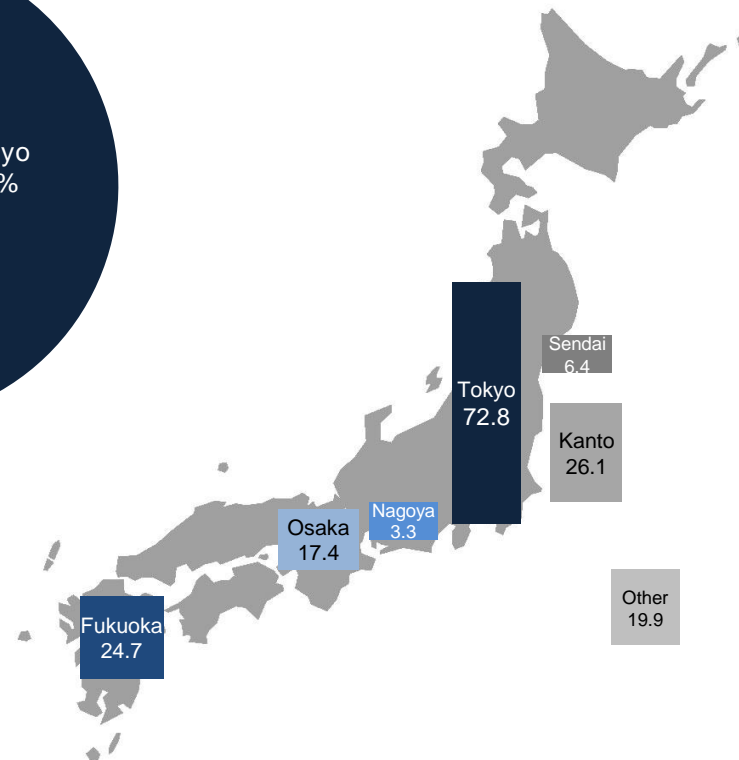 %
Sendai
6.4
Tokyo
72.8
Kanto
26.1
Nagoya
3.3
Osaka
17.4
Other
19.9
Fukuoka
24.7